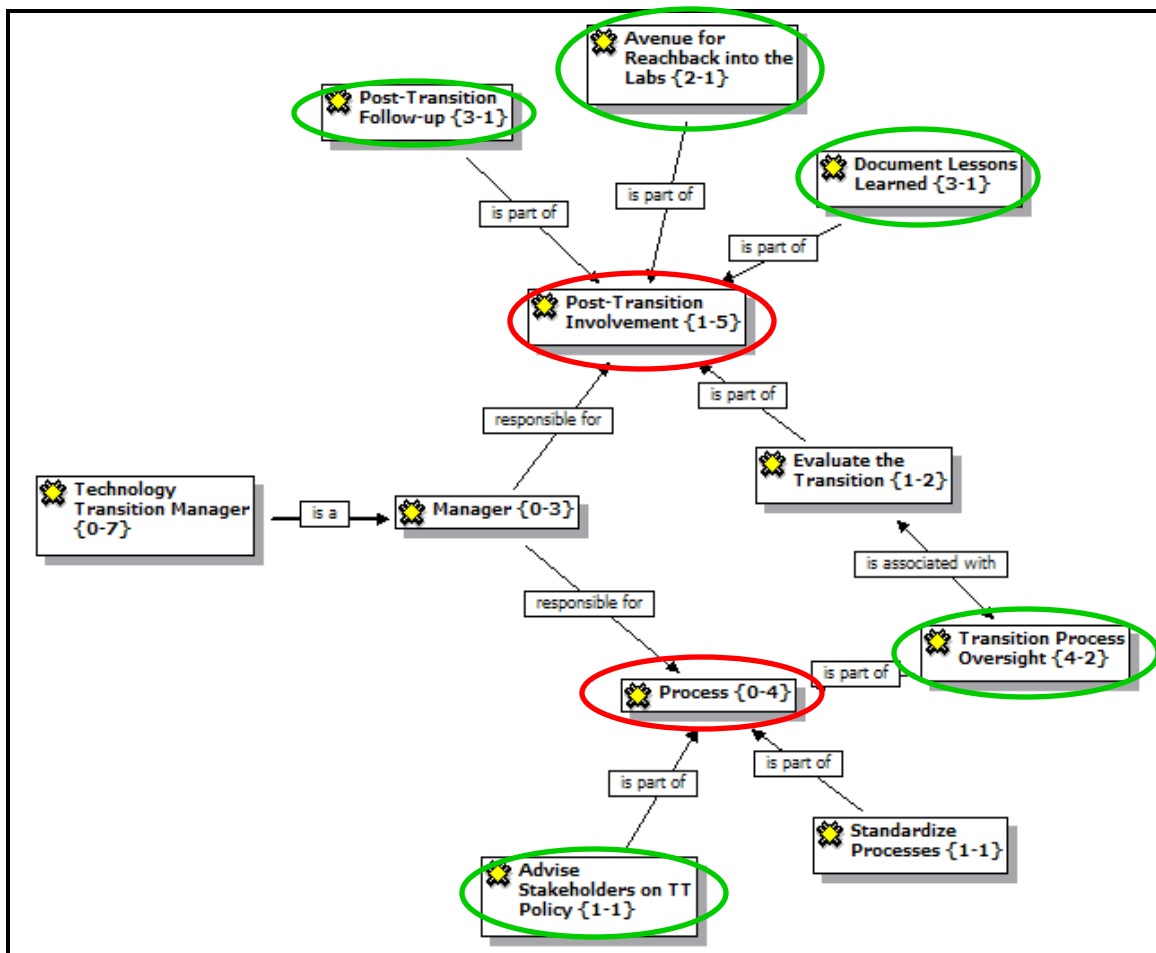 Avenue for
Reachback into the
Labs {2-1}
Post-Transition
Follow-up {3-1}
Document Lessons
Learned {3-1}
is part of
is part of
is part of
Post-Transition
Involvement {1-5}
is part of
responsible for
Evaluate the
Transition {1-2}
Technology
Transition Manager
{0-7}
is a
Manager {0-3}
is associated with
responsible for
Transition Process
Oversight {4-2}
is part of
Process {0-4}
is part of
is part of
Standardize
Processes {1-1}
Advise
Stakeholders on TT
Policy {1-1}